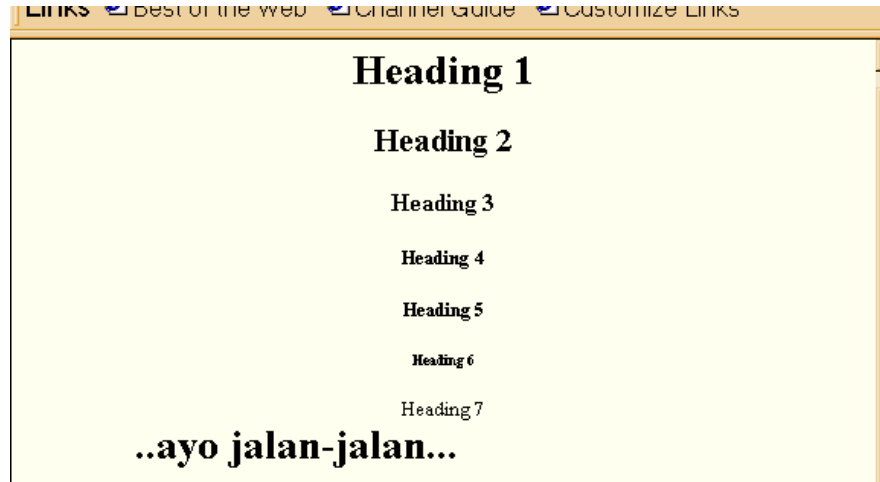 Links Best of the Web Channel Guide Customize Links
Heading 1
Heading 2
Heading 3
Heading 4
Heading 5
Heading 6
Heading 7
..ayo jalan-jalan...